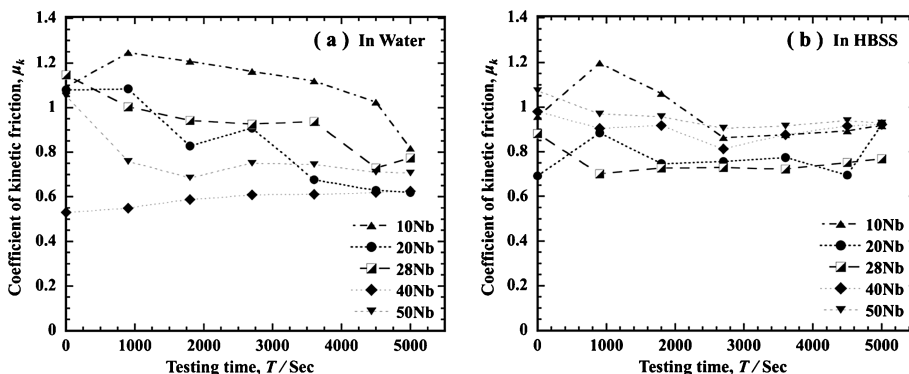 ( a ) In Water
Coefficient of kinetic friction, μk
1.4
1.2
1
0.8
0.6
0.4
0.2
0
10Nb
20Nb
28Nb
40Nb
50Nb
0 1000 2000 3000 4000 5000
Testing time, T / Sec
( b ) In HBSS
Coefficient of kinetic friction, μk
1.4
1.2
1
0.8
0.6
0.4
0.2
0
10Nb
20Nb
28Nb
40Nb
50Nb
0 1000 2000 3000 4000 5000
Testing time, T / Sec